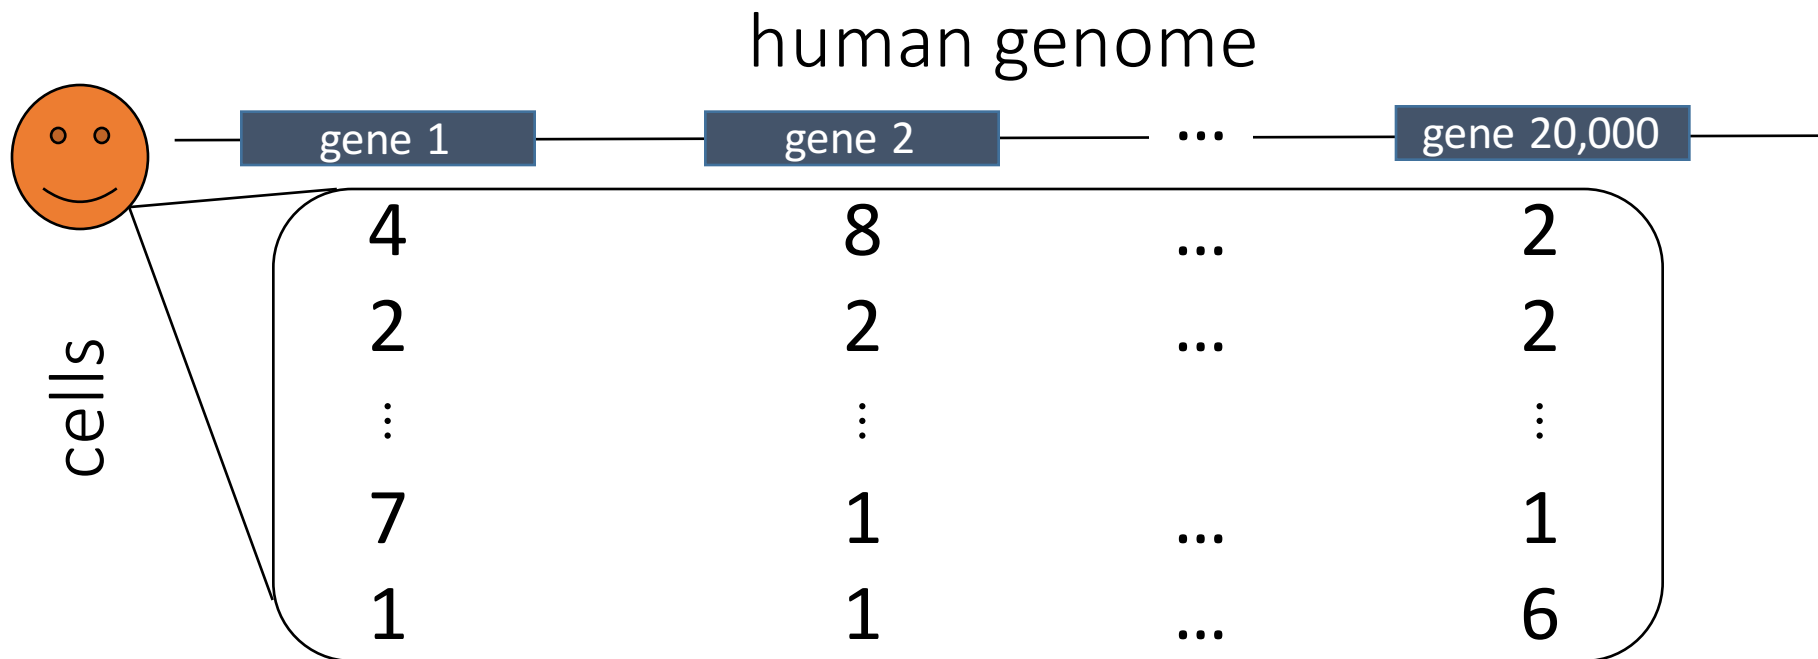 human genome
gene 1 gene 2 ... gene 20,000
4 8 ... 2
2 2 ... 2
⋮ ⋮ ⋮
7 1 ... 1
1 1 ... 6
cells